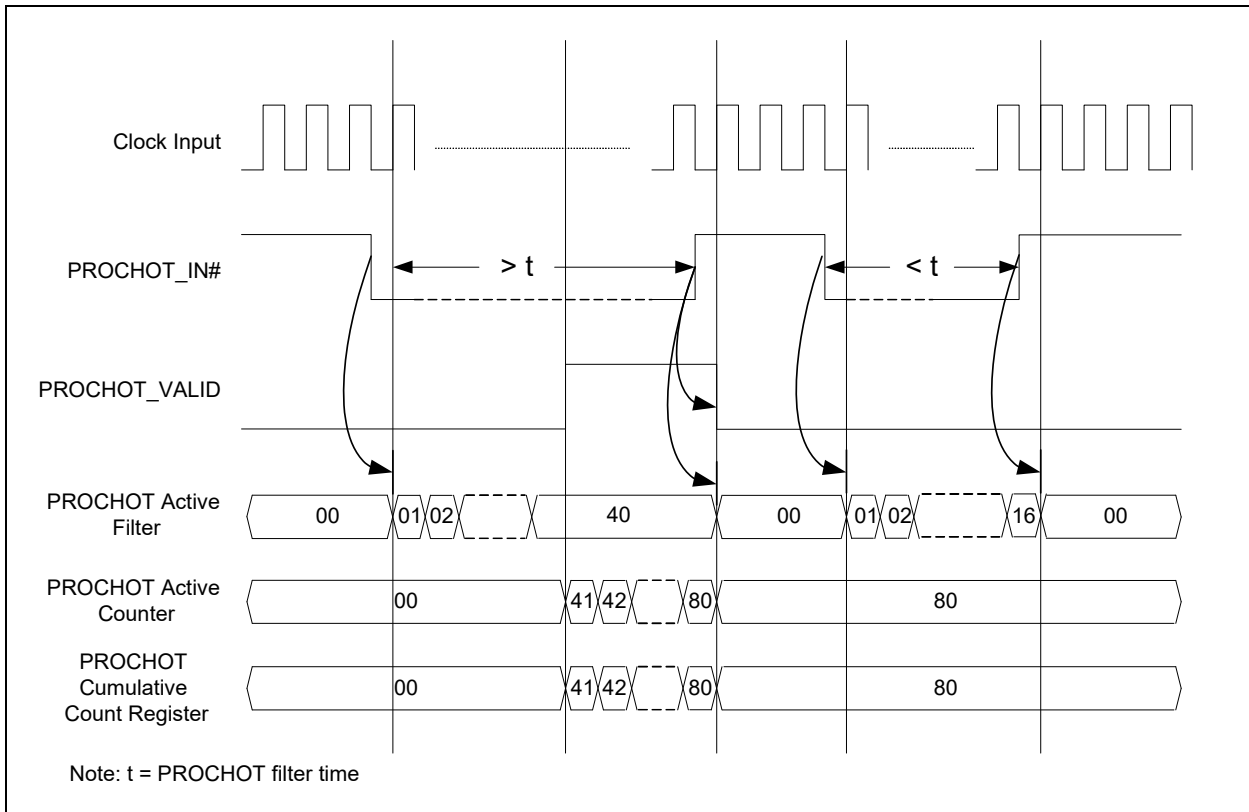 Clock Input
PROCHOT_IN#
> t
< t
PROCHOT_VALID
PROCHOT Active
Filter
00 01 02 40 00 01 02 16 00
PROCHOT Active
Counter
00 41 42 80 80
PROCHOT
Cumulative
Count Register
00 41 42 80 80
Note: t = PROCHOT filter time